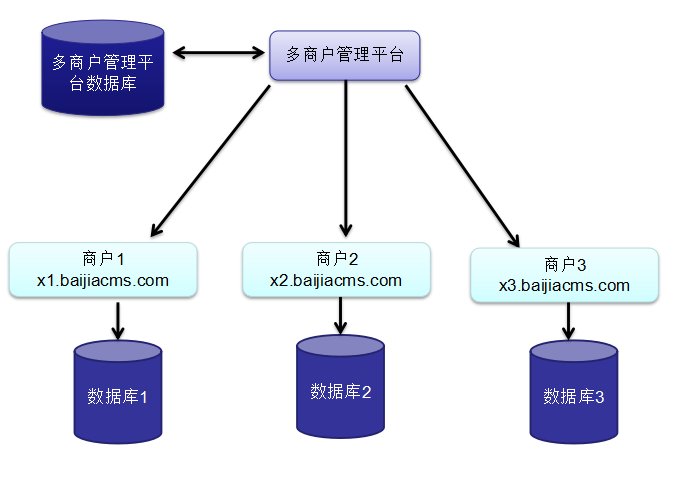 多商户管理平
台数据库
多商户管理平台
商户1
x1.baijiacms.com
商户2
x2.baijiacms.com
商户3
x3.baijiacms.com
数据库1
数据库2
数据库3